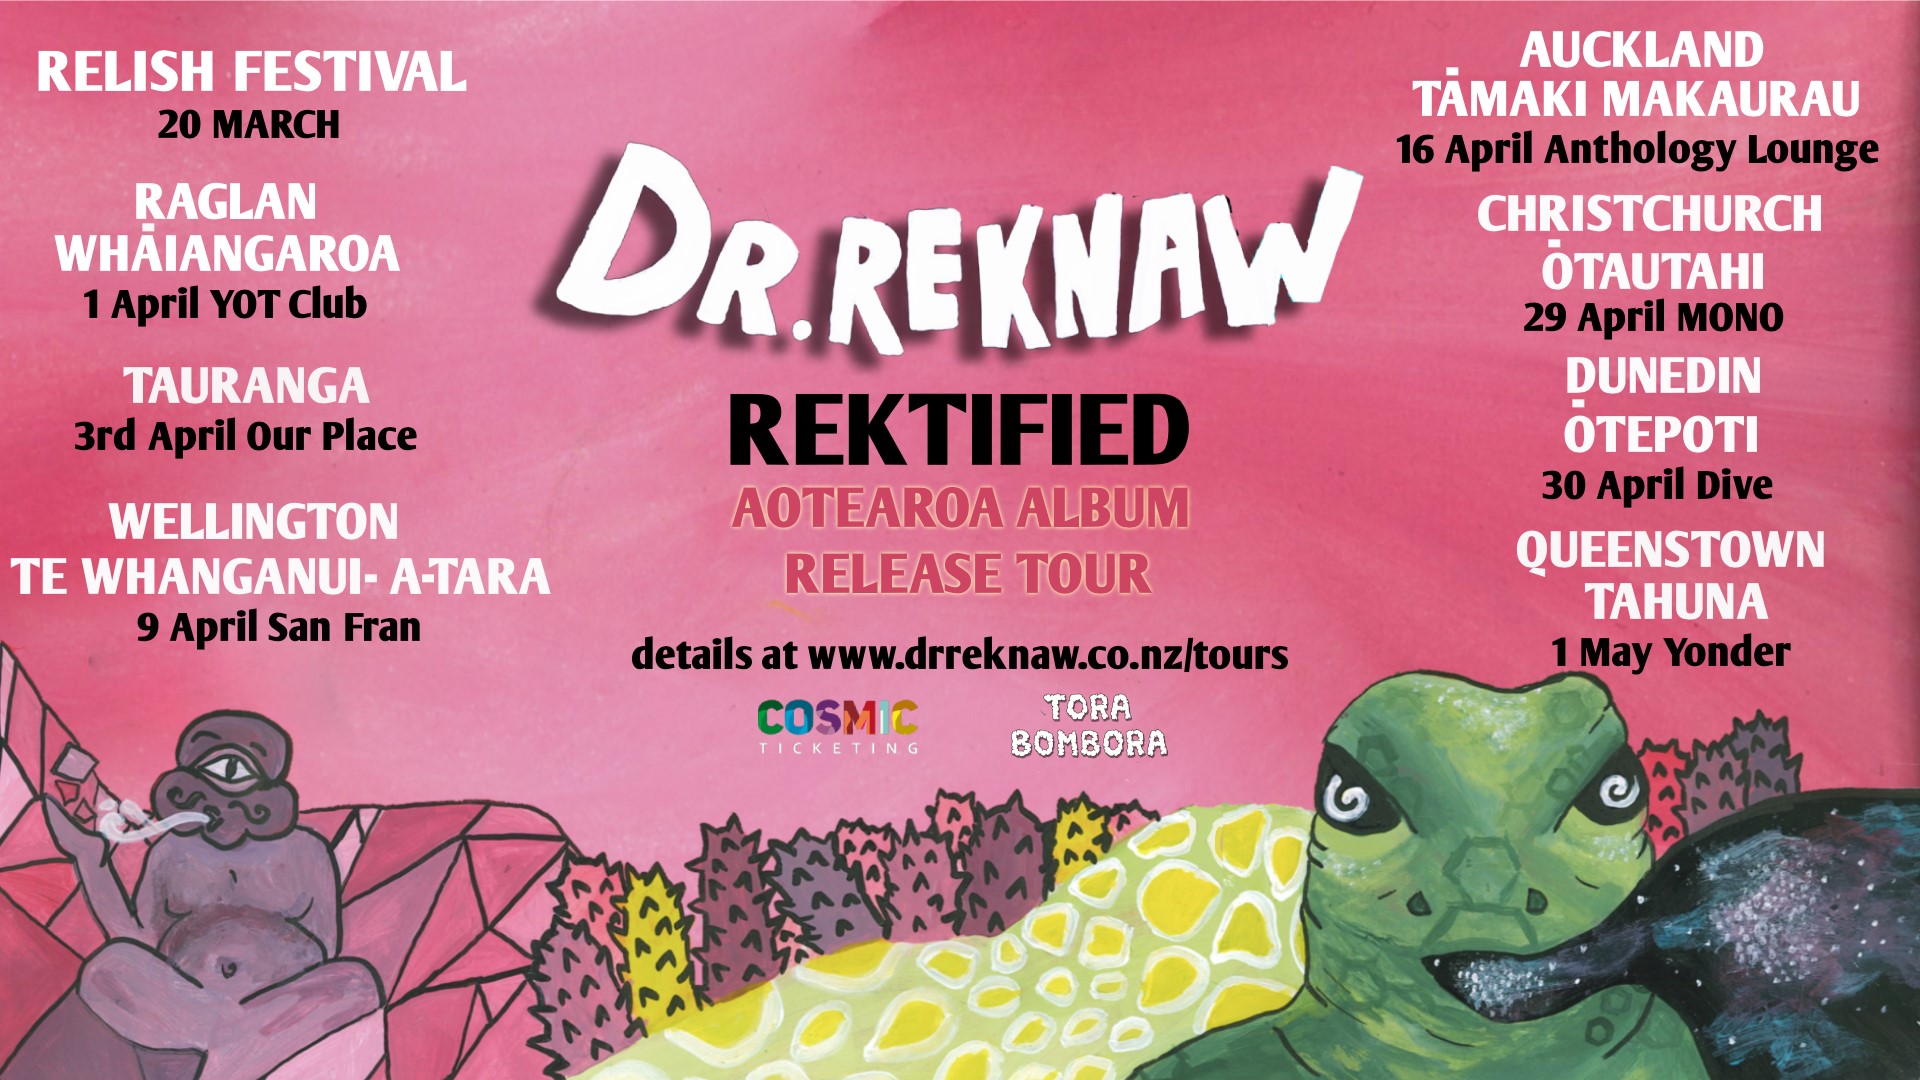 RELISH FESTIVAL
20 MARCH
RAGLAN
WHĀIANGAROA
1 April YOT Club
TAURANGA
3rd April Our Place
WELLINGTON
TE WHANGANUI- A-TARA
9 April San Fran
DR.REKNAW
REKTIFIED
AOTEAROA ALBUM
RELEASE TOUR
details at www.drreknaw.co.nz/tours
COSMIC
TICKETING
TORA
BOMBORA
AUCKLAND
TĀMAKI MAKAURAU
16 April Anthology Lounge
CHRISTCHURCH
ŌTAUTAHI
29 April MONO
DUNEDIN
ŌTEPOTI
30 April Dive
QUEENSTOWN
TAHUNA
1 May Yonder